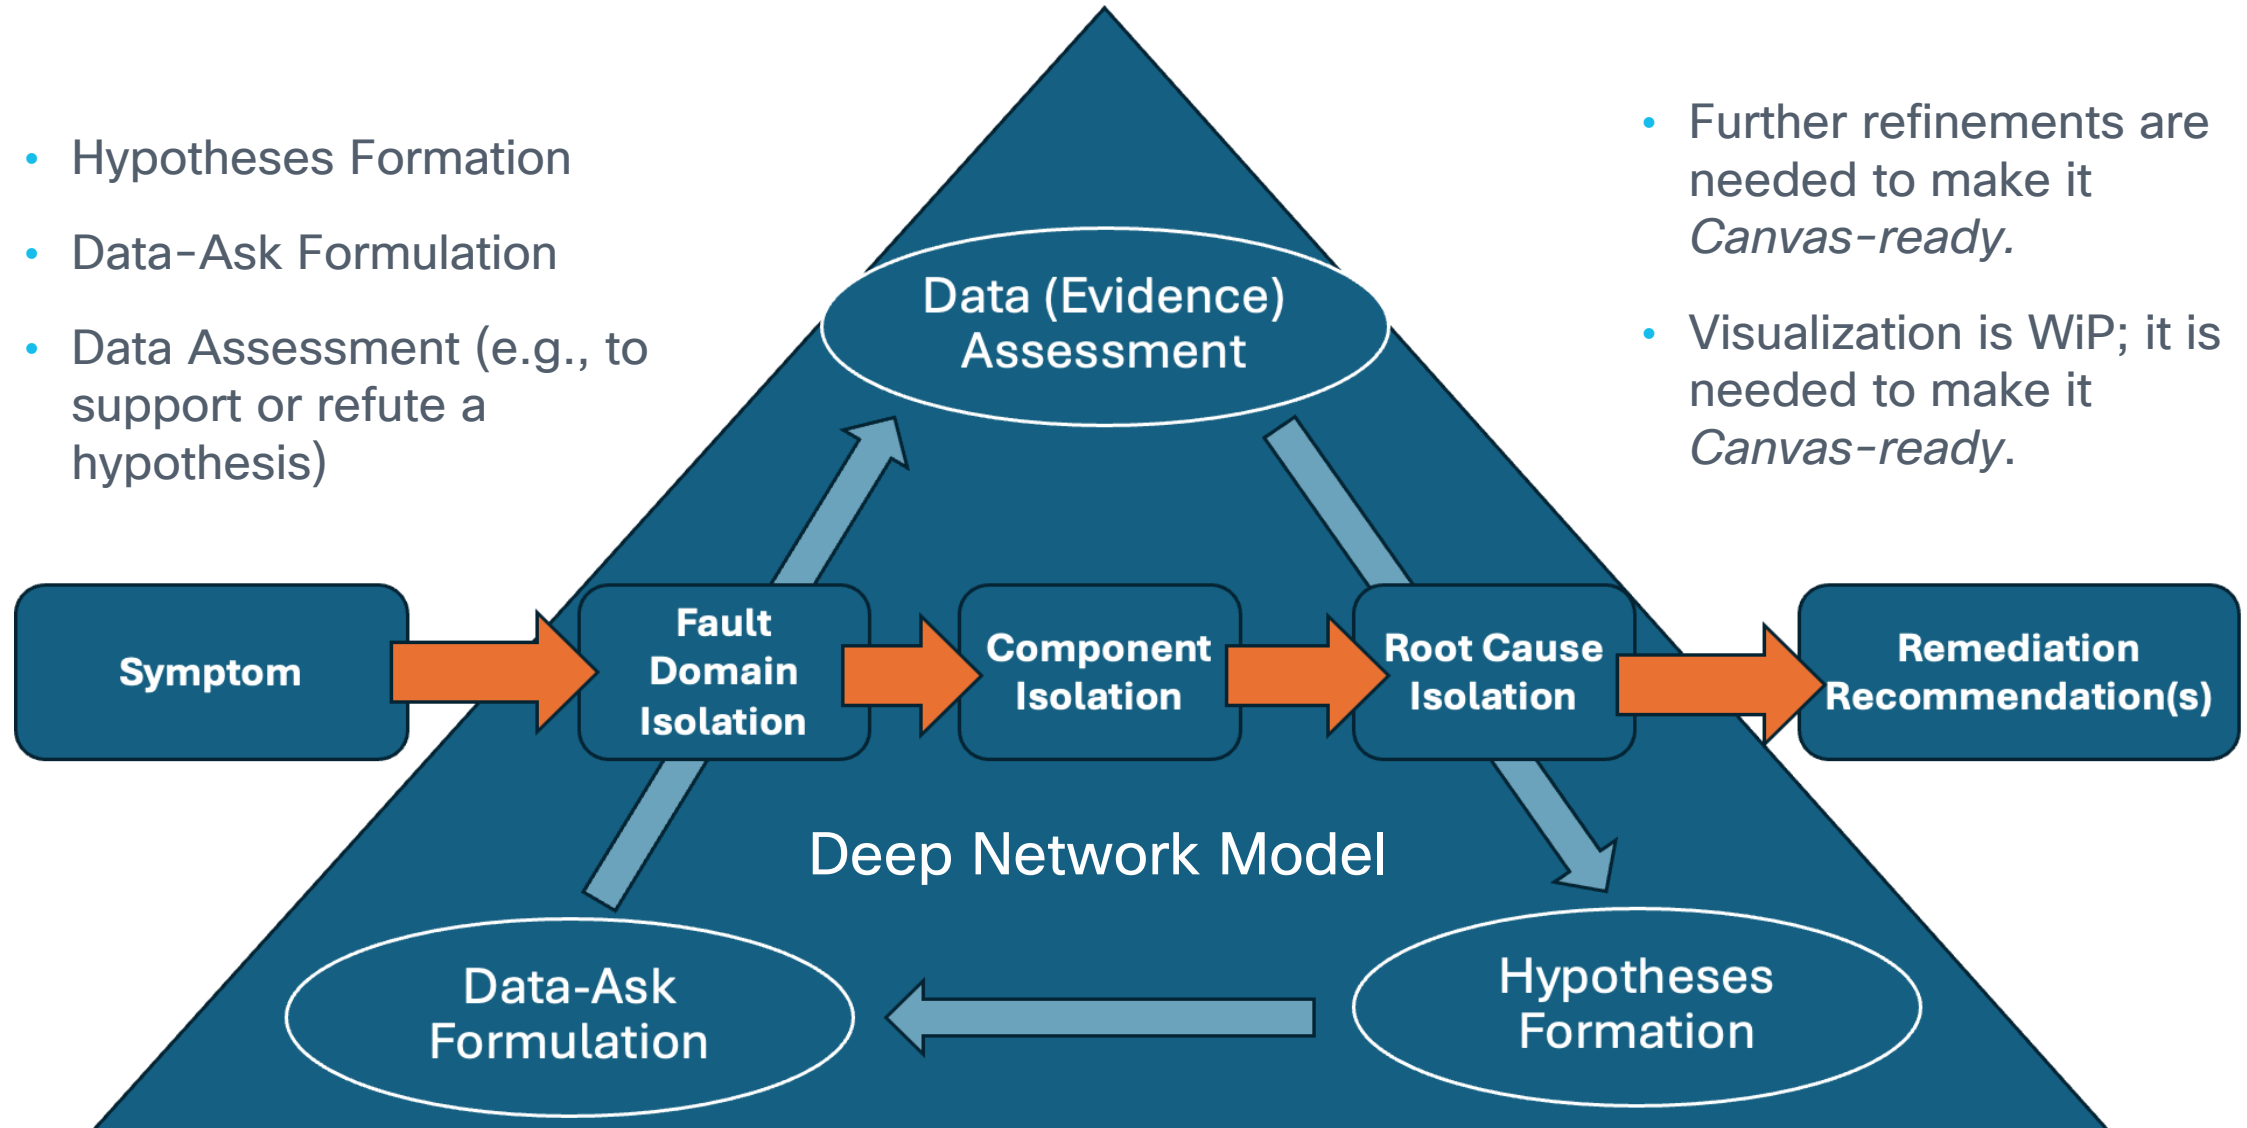 • Hypotheses Formation
• Data-Ask Formulation
• Data Assessment (e.g., to
support or refute a
hypothesis)
• Further refinements are
needed to make it
Canvas-ready.
• Visualization is WiP; it is
needed to make it
Canvas-ready.
Data (Evidence)
Assessment
Symptom
Fault
Domain
Isolation
Component
Isolation
Root Cause
Isolation
Remediation
Recommendation(s)
Deep Network Model
Data-Ask
Formulation
Hypotheses
Formation